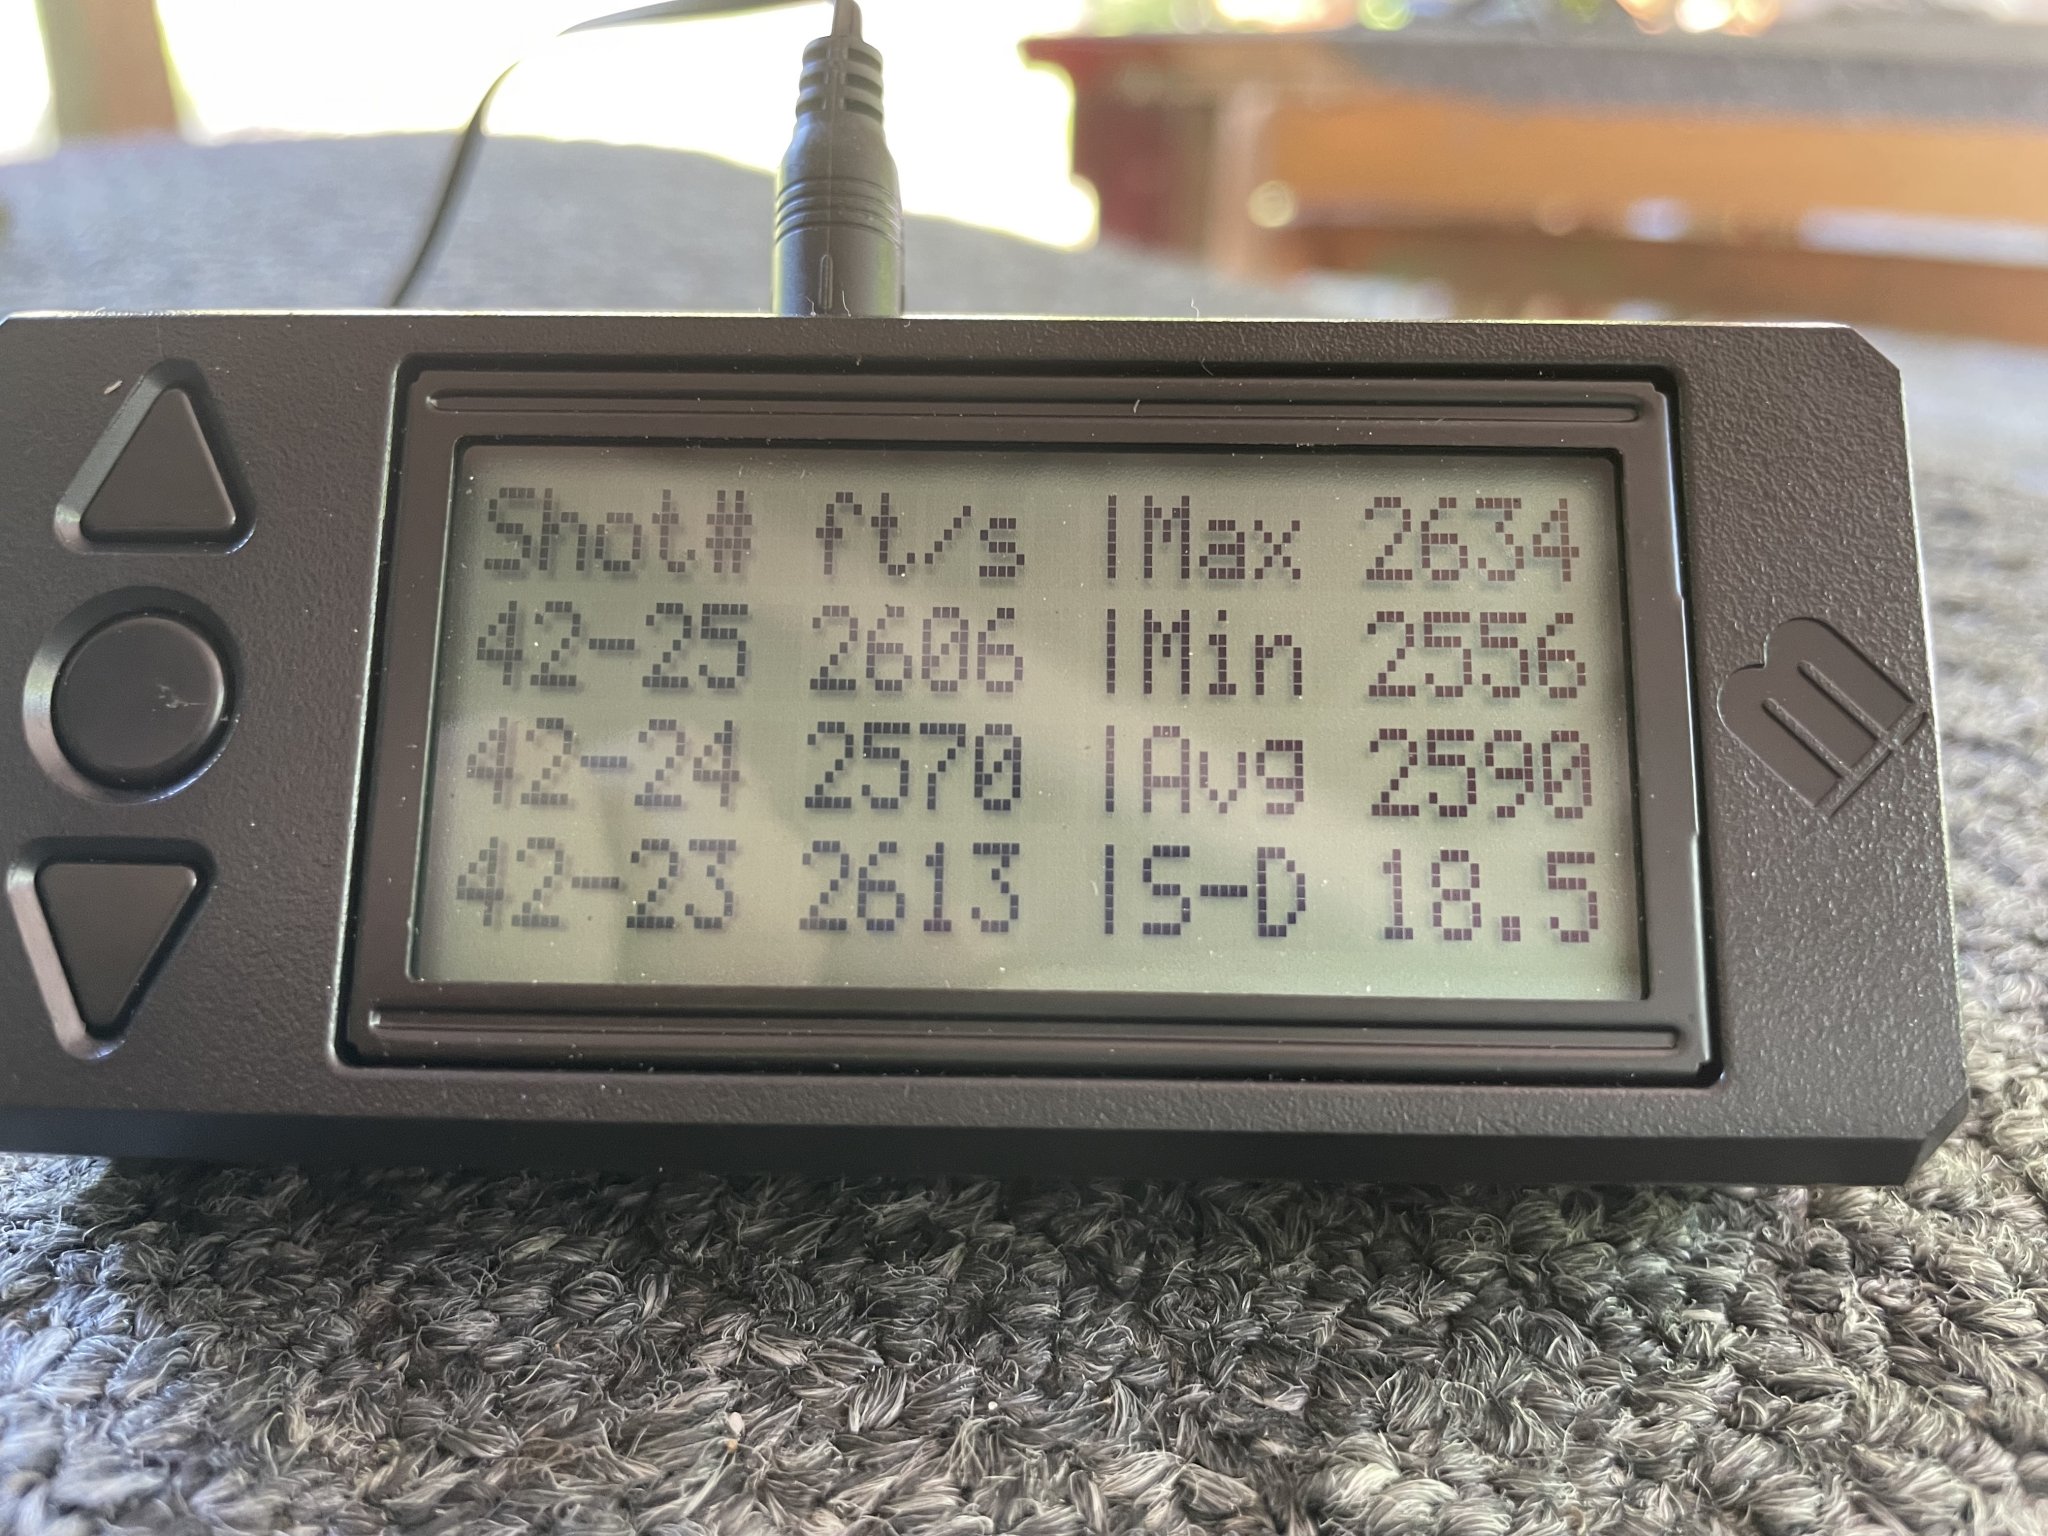 Shot# ft/s |Max 2634
42-25 2606 |Min 2556
42-24 2570 |Avg 2590
42-23 2613 |S-D 18.5